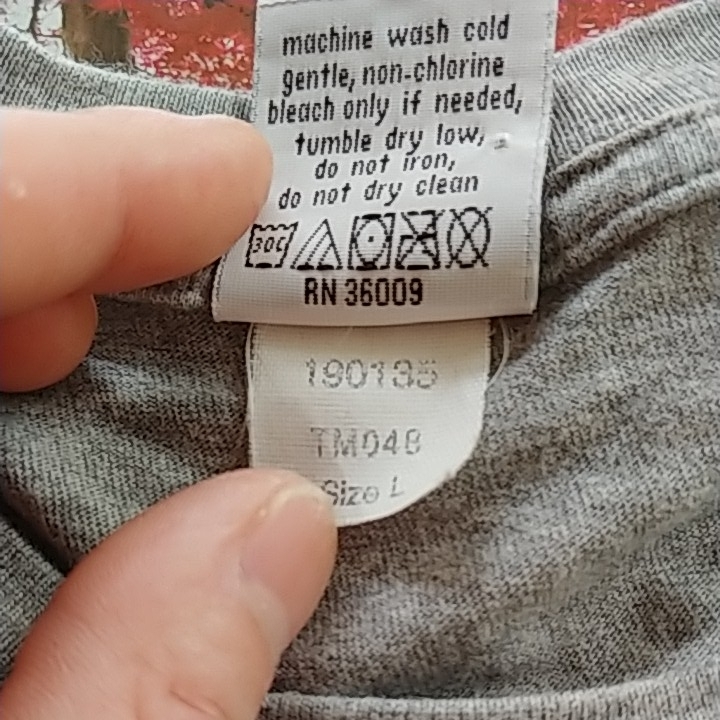 machine wash cold
gentle, non-chlorine
bleach only if needed,
tumble dry low,
do not iron,
do not dry clean
30C
RN 36009
190135
TM048
Size L